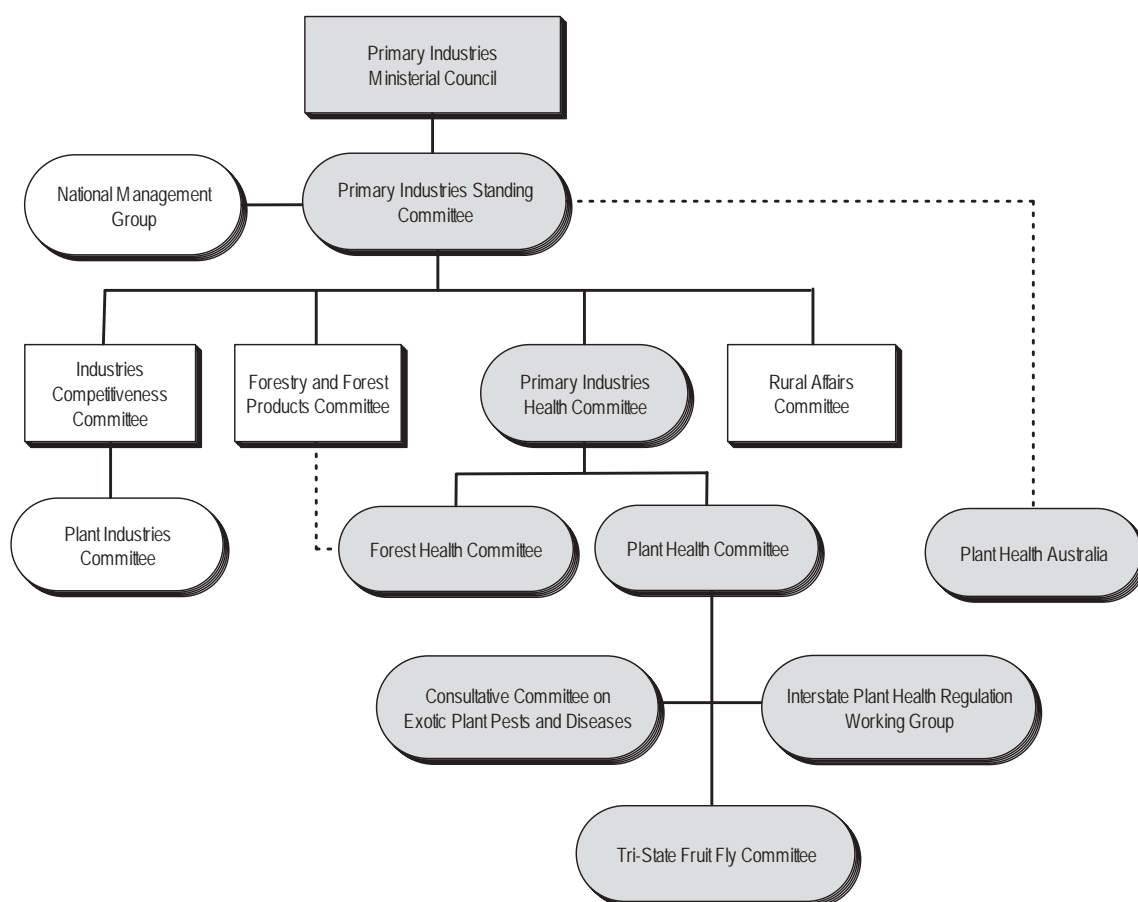 Primary Industries
Ministerial Council
National Management
Group
Primary Industries Standing
Committee
Industries
Competitiveness
Committee
Forestry and Forest
Products Committee
Primary Industries
Health Committee
Rural Affairs
Committee
Plant Industries
Committee
Forest Health Committee
Plant Health Committee
Plant Health Australia
Consultative Committee on
Exotic Plant Pests and Diseases
Interstate Plant Health Regulation
Working Group
Tri-State Fruit Fly Committee